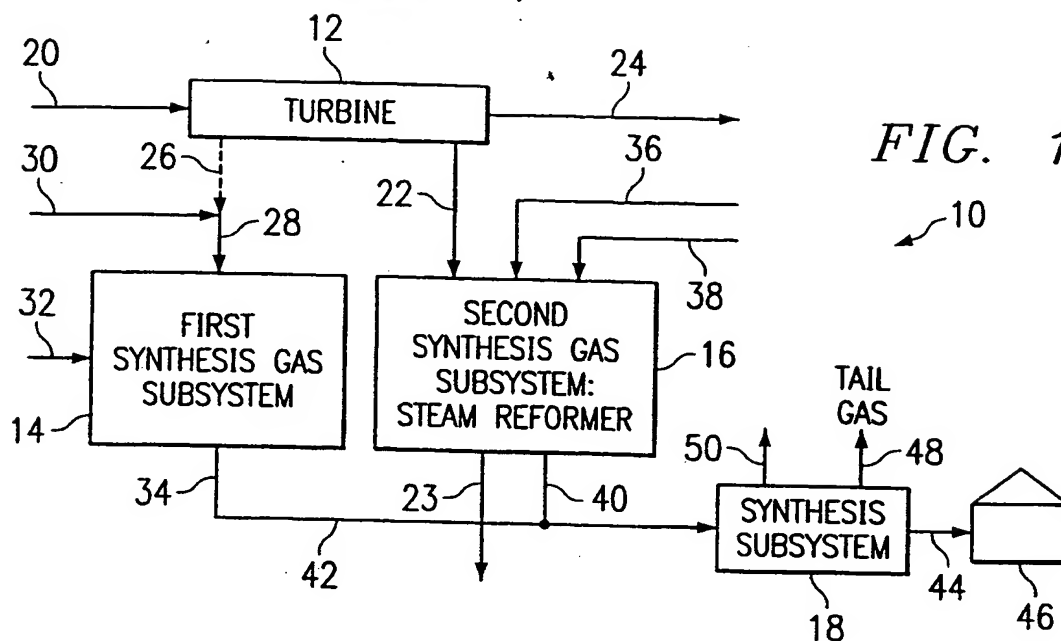 12
20
TURBINE
24
26
30
22
36
FIG. 1
28
10
38
32
FIRST
SYNTHESIS GAS
SUBSYSTEM
14
SECOND
SYNTHESIS GAS
SUBSYSTEM:
STEAM REFORMER
16
TAIL
GAS
50
48
34
23
40
SYNTHESIS
SUBSYSTEM
42
44
18
46